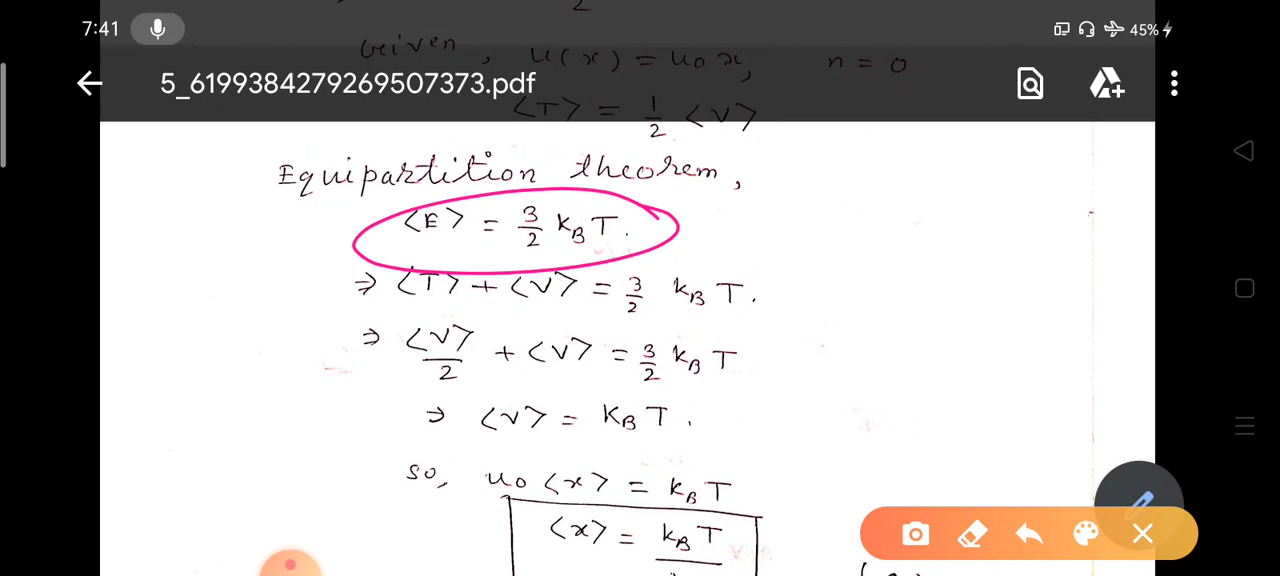 7:41
45%
Given, u(x) = u₀x, n = 0
5_6199384279269507373.pdf
⟨T⟩ = 1/2 ⟨V⟩
Equipartition theorem,
⟨E⟩ = 3/2 k_B T.
⇒ ⟨T⟩ + ⟨V⟩ = 3/2 k_B T.
⇒ ⟨V⟩/2 + ⟨V⟩ = 3/2 k_B T
⇒ ⟨V⟩ = k_B T.
so, u₀⟨x⟩ = k_B T
⟨x⟩ = k_B T